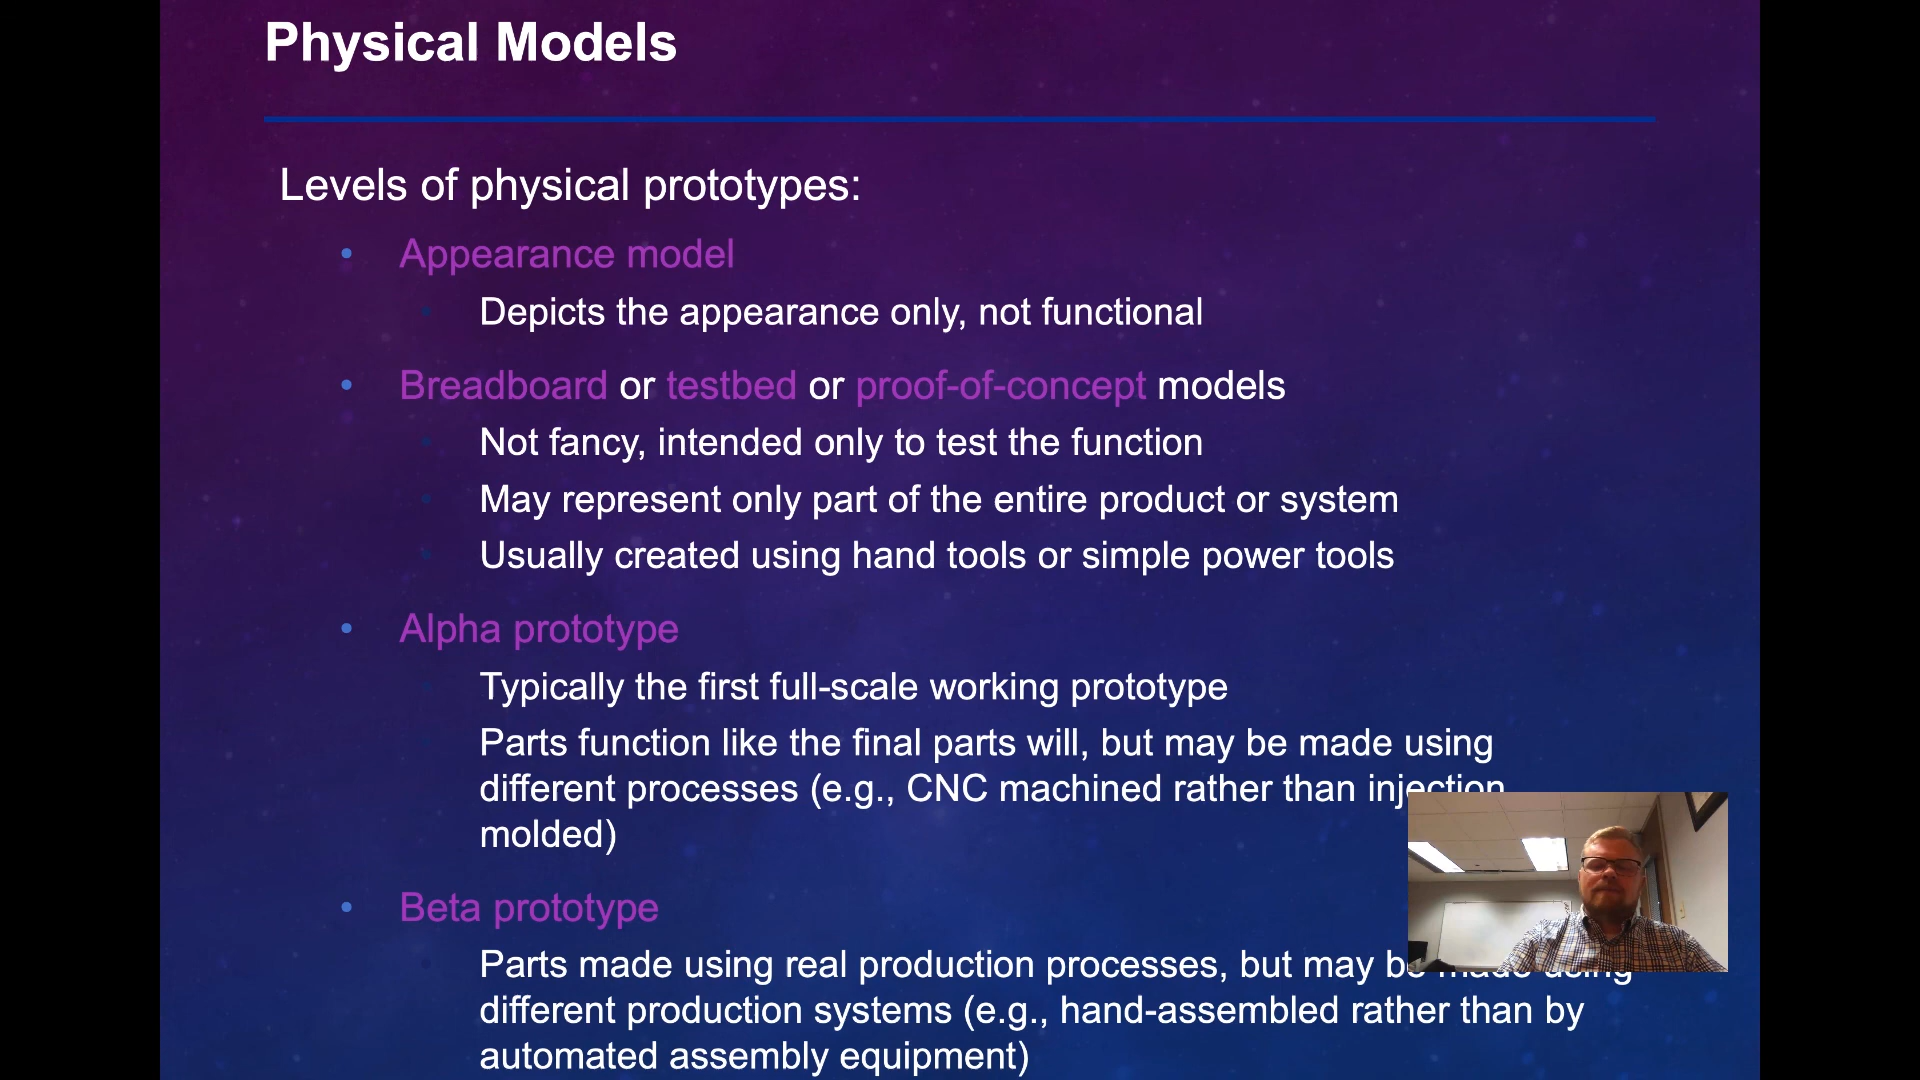 Physical Models
Levels of physical prototypes:
• Appearance model
Depicts the appearance only, not functional
• Breadboard or testbed or proof-of-concept models
Not fancy, intended only to test the function
May represent only part of the entire product or system
Usually created using hand tools or simple power tools
• Alpha prototype
Typically the first full-scale working prototype
Parts function like the final parts will, but may be made using
different processes (e.g., CNC machined rather than injection
molded)
• Beta prototype
Parts made using real production processes, but may be made using
different production systems (e.g., hand-assembled rather than by
automated assembly equipment)